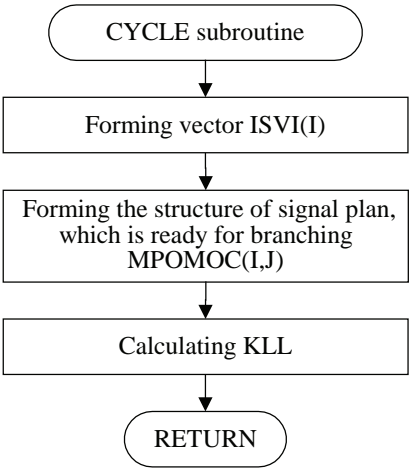 CYCLE subroutine
Forming vector ISVI(I)
Forming the structure of signal plan,
which is ready for branching
MPOMOC(I,J)
Calculating KLL
RETURN